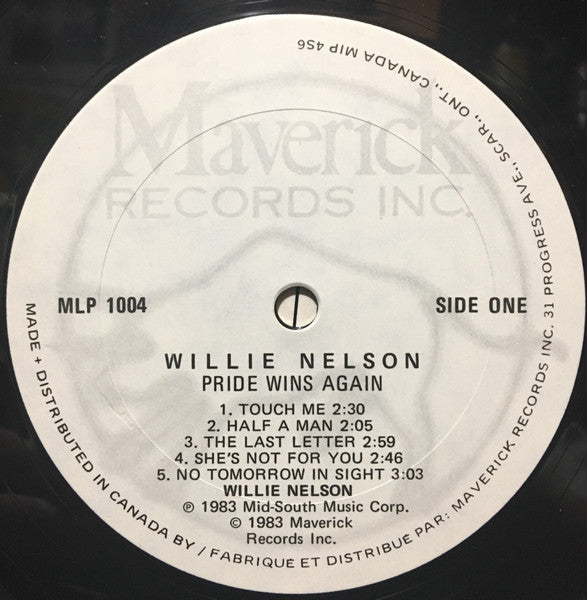 Maverick
RECORDS INC.
MLP 1004
SIDE ONE
WILLIE NELSON
PRIDE WINS AGAIN
1. TOUCH ME 2:30
2. HALF A MAN 2:05
3. THE LAST LETTER 2:59
4. SHE'S NOT FOR YOU 2:46
5. NO TOMORROW IN SIGHT 3:03
WILLIE NELSON
℗ 1983 Mid-South Music Corp.
© 1983 Maverick
Records Inc.
MADE + DISTRIBUTED IN CANADA BY / FABRIQUE ET DISTRIBUE PAR: MAVERICK RECORDS INC. 31 PROGRESS AVE., SCAR., ONT., CANADA MIP 4S6